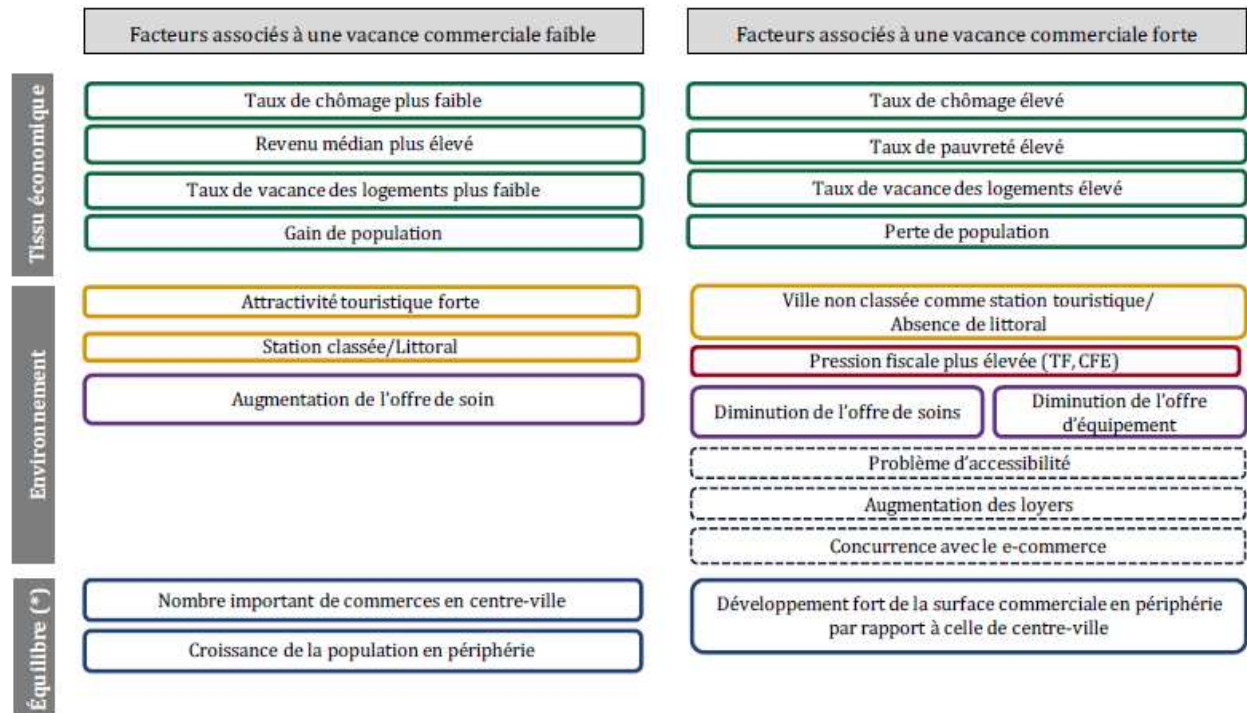 Facteurs associés à une vacance commerciale faible
Facteurs associés à une vacance commerciale forte
Tissu économique
Taux de chômage plus faible
Taux de chômage élevé
Revenu médian plus élevé
Taux de pauvreté élevé
Taux de vacance des logements plus faible
Taux de vacance des logements élevé
Gain de population
Perte de population
Environnement
Attractivité touristique forte
Ville non classée comme station touristique/
Absence de littoral
Station classée/Littoral
Pression fiscale plus élevée (TF, CFE)
Augmentation de l'offre de soin
Diminution de l'offre de soins
Diminution de l'offre
d'équipement
Problème d'accessibilité
Augmentation des loyers
Concurrence avec le e-commerce
Équilibre (*)
Nombre important de commerces en centre-ville
Développement fort de la surface commerciale en périphérie
par rapport à celle de centre-ville
Croissance de la population en périphérie